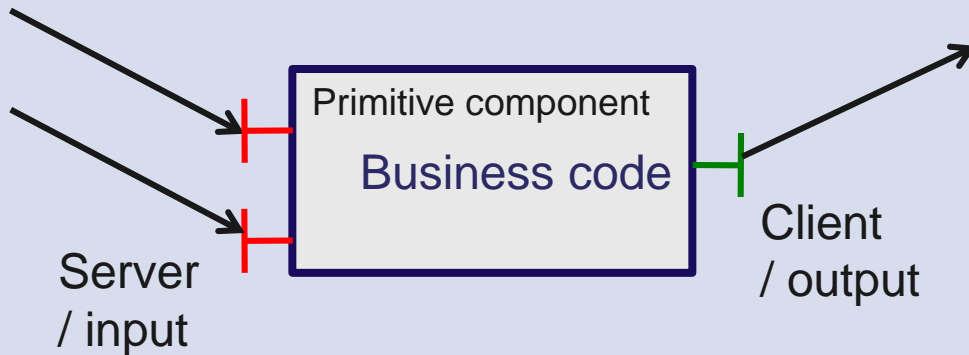 Primitive component
Business code
Server
/ input
Client
/ output